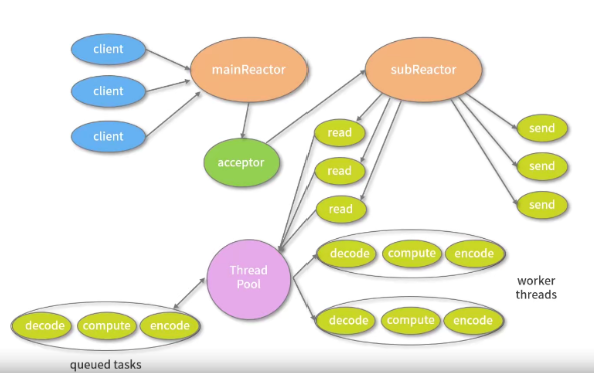 client
client
client
mainReactor
subReactor
acceptor
read
read
read
send
send
send
Thread
Pool
decode compute encode
decode compute encode
worker
threads
decode compute encode
queued tasks